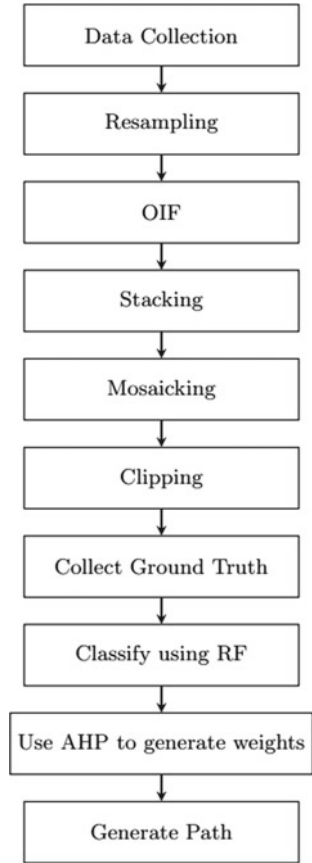 Data Collection
Resampling
OIF
Stacking
Mosaicking
Clipping
Collect Ground Truth
Classify using RF
Use AHP to generate weights
Generate Path